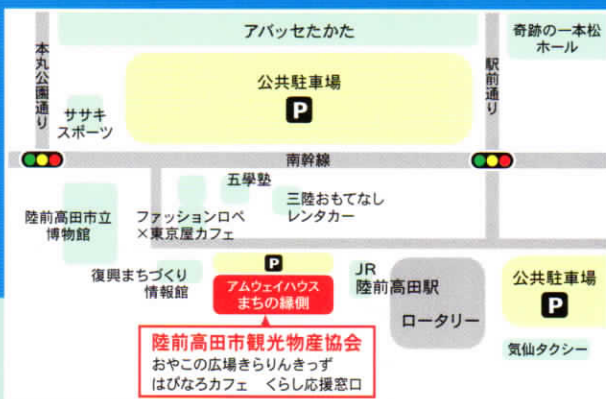 アバッセたかた
奇跡の一本松
ホール
本丸公園通り
公共駐車場
P
駅前通り
ササキ
スポーツ
南幹線
五學塾
三陸おもてなし
レンタカー
陸前高田市立
博物館
ファッションロペ
×東京屋カフェ
P
復興まちづくり
情報館
アムウェイハウス
まちの縁側
JR
陸前高田駅
ロータリー
公共駐車場
P
気仙タクシー
陸前高田市観光物産協会
おやこの広場きらりんきっず
はぴなろカフェ くらし応援窓口